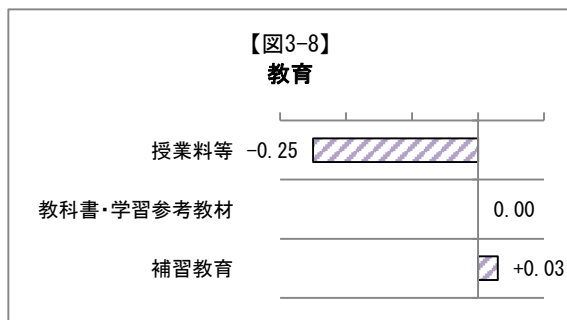 【図3-8】
教育
授業料等 -0.25
教科書・学習参考教材 0.00
補習教育 +0.03